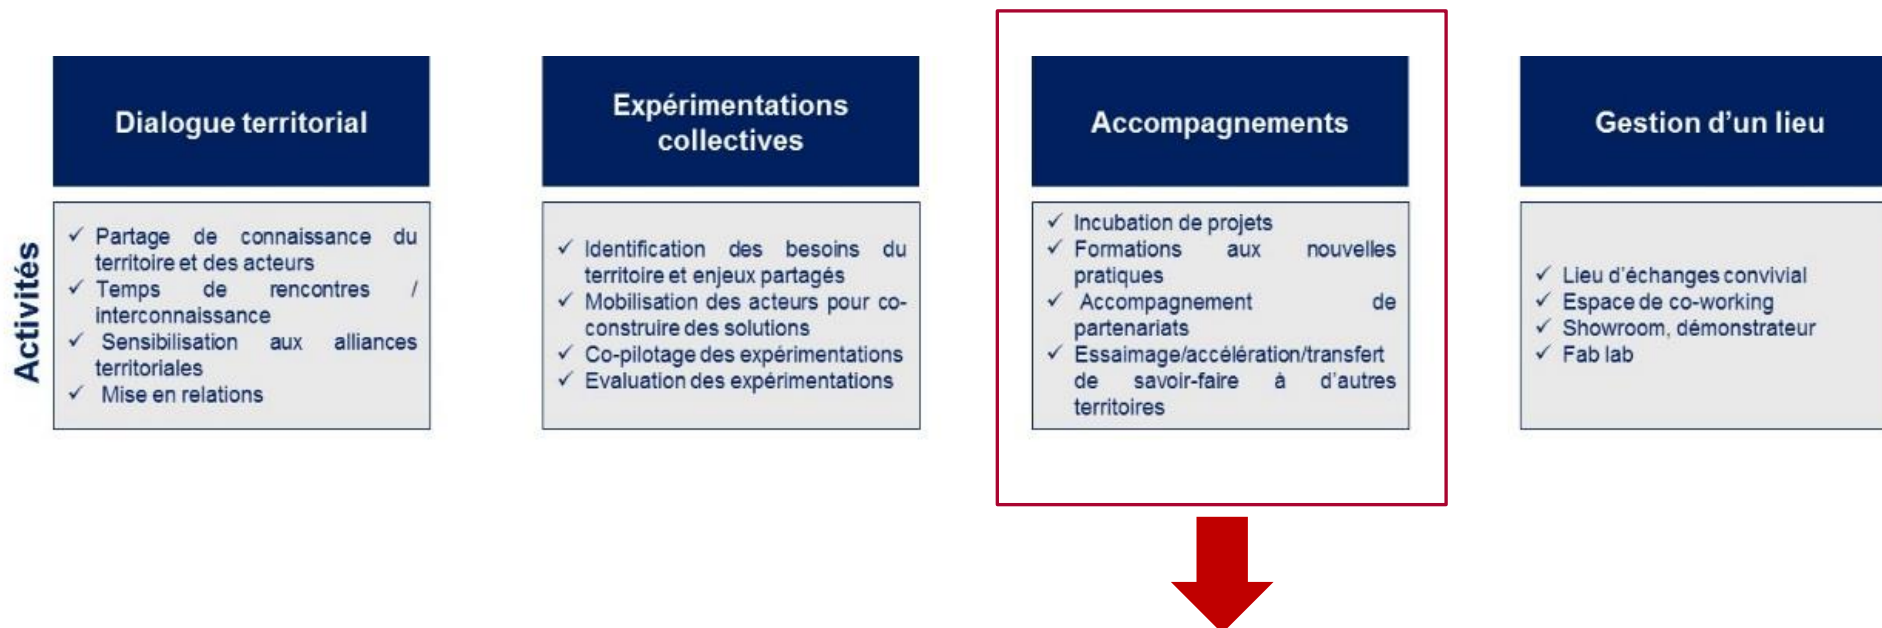 Dialogue territorial
Expérimentations
collectives
Accompagnements
Gestion d'un lieu
Activités
✓ Partage de connaissance du
territoire et des acteurs
✓ Temps de rencontres /
interconnaissance
✓ Sensibilisation aux alliances
territoriales
✓ Mise en relations
✓ Identification des besoins du
territoire et enjeux partagés
✓ Mobilisation des acteurs pour co-
construire des solutions
✓ Co-pilotage des expérimentations
✓ Evaluation des expérimentations
✓ Incubation de projets
✓ Formations aux nouvelles
pratiques
✓ Accompagnement de
partenariats
✓ Essaimage/accélération/transfert
de savoir-faire à d'autres
territoires
✓ Lieu d'échanges convivial
✓ Espace de co-working
✓ Showroom, démonstrateur
✓ Fab lab